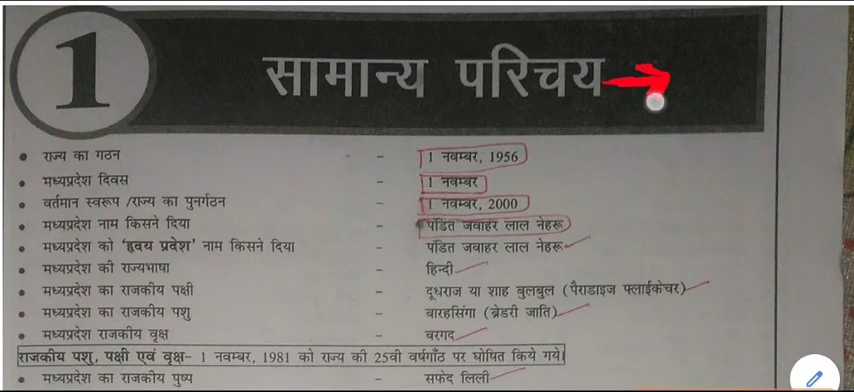 1 सामान्य परिचय
राज्य का गठन - 1 नवम्बर, 1956
मध्यप्रदेश दिवस - 1 नवम्बर
वर्तमान स्वरूप /राज्य का पुनर्गठन - 1 नवम्बर, 2000
मध्यप्रदेश नाम किसने दिया - पंडित जवाहर लाल नेहरू
मध्यप्रदेश को 'हृदय प्रदेश' नाम किसने दिया - पंडित जवाहर लाल नेहरू
मध्यप्रदेश की राज्यभाषा - हिन्दी
मध्यप्रदेश का राजकीय पक्षी - दूधराज या शाह बुलबुल (पैराडाइज फ्लाईकेचर)
मध्यप्रदेश का राजकीय पशु - बारहसिंगा (ब्रेडरी जाति)
मध्यप्रदेश राजकीय वृक्ष - बरगद
राजकीय पशु, पक्षी एवं वृक्ष- 1 नवम्बर, 1981 को राज्य की 25वी वर्षगाँठ पर घोषित किये गये।
मध्यप्रदेश का राजकीय पुष्प - सफेद लिली